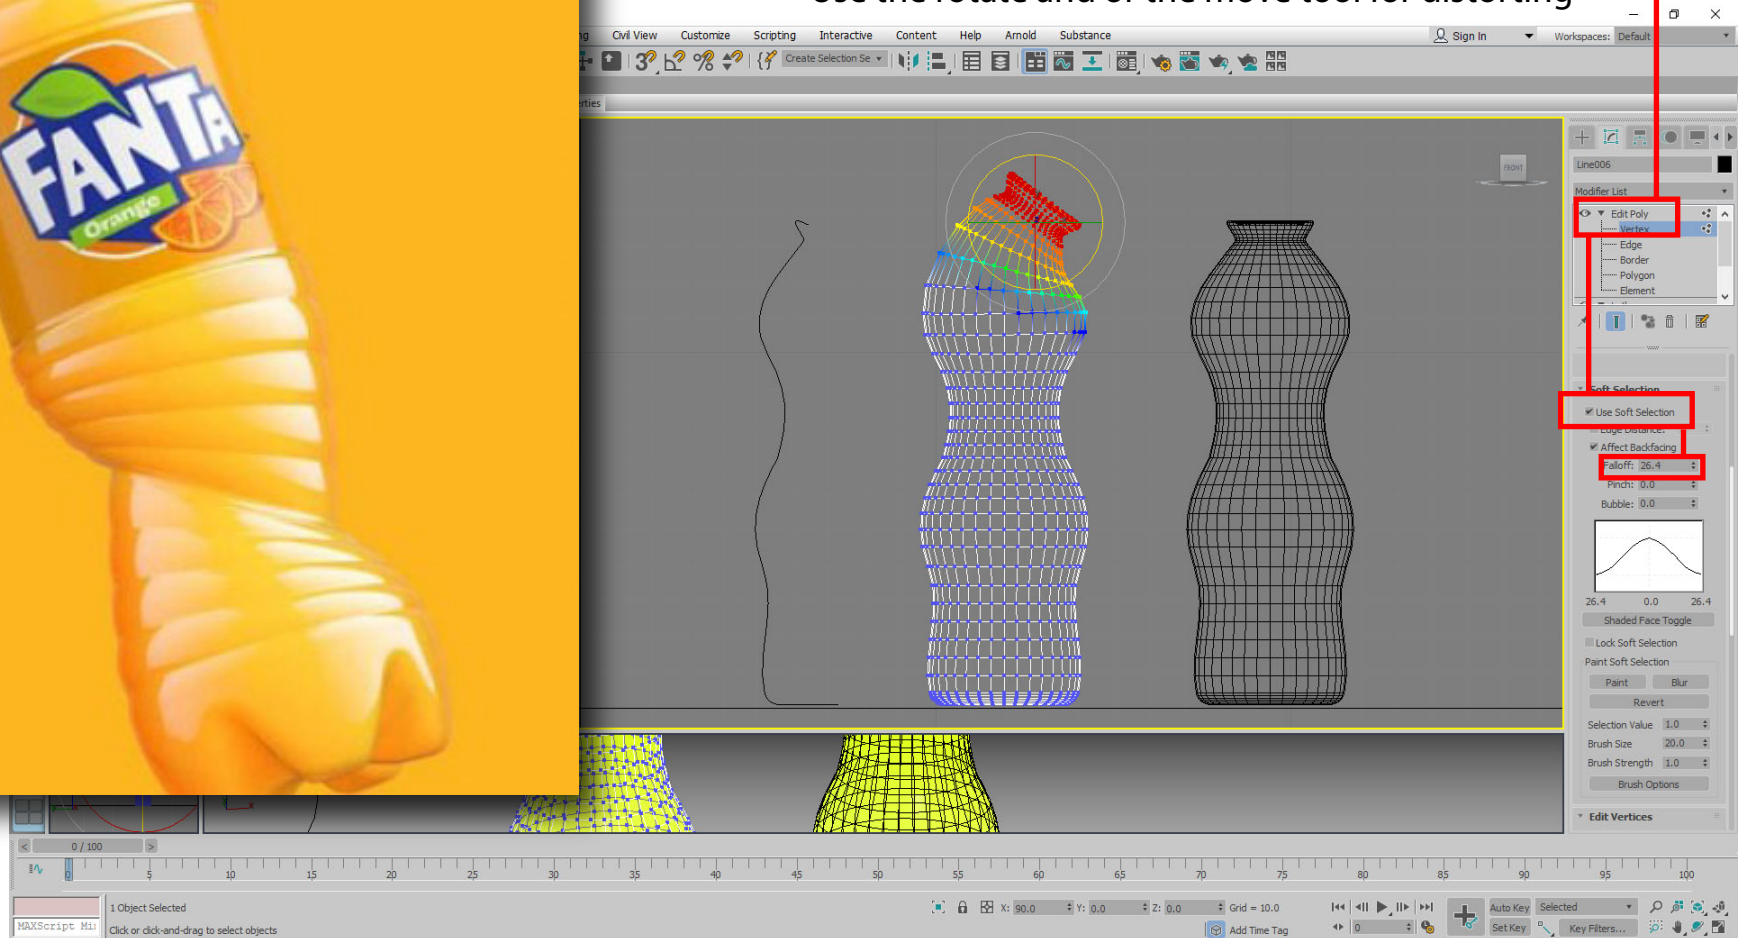 Use the rotate and or the move tool for distorting
FANTA
Orange
Civil View Customize Scripting Interactive Content Help Arnold Substance
Sign In
Workspaces: Default
Create Selection Se
FRONT
Line006
Modifier List
Edit Poly
Vertex
Edge
Border
Polygon
Element
Soft Selection
Use Soft Selection
Edge Distance:
Affect Backfacing
Falloff: 26.4
Pinch: 0.0
Bubble: 0.0
26.4 0.0 26.4
Shaded Face Toggle
Lock Soft Selection
Paint Soft Selection
Paint Blur
Revert
Selection Value 1.0
Brush Size 20.0
Brush Strength 1.0
Brush Options
Edit Vertices
< 0 / 100 >
0 5 10 15 20 25 30 35 40 45 50 55 60 65 70 75 80 85 90 95 100
1 Object Selected
X: 90.0 Y: 0.0 Z: 0.0 Grid = 10.0
Auto Key Selected
MAXScript Mi
Click or click-and-drag to select objects
Add Time Tag
0
Set Key Key Filters...